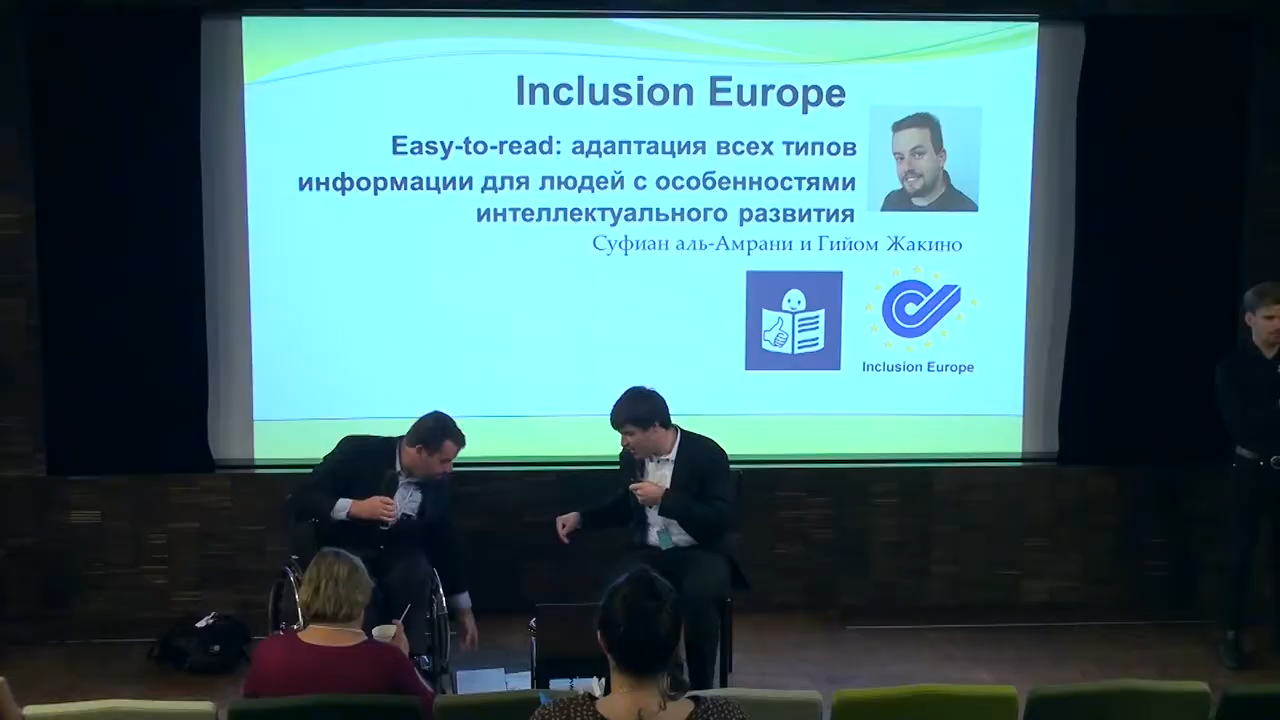 Inclusion Europe
Easy-to-read: адаптация всех типов
информации для людей с особенностями
интеллектуального развития
Суфиан аль-Амрани и Гийом Жакино
Inclusion Europe